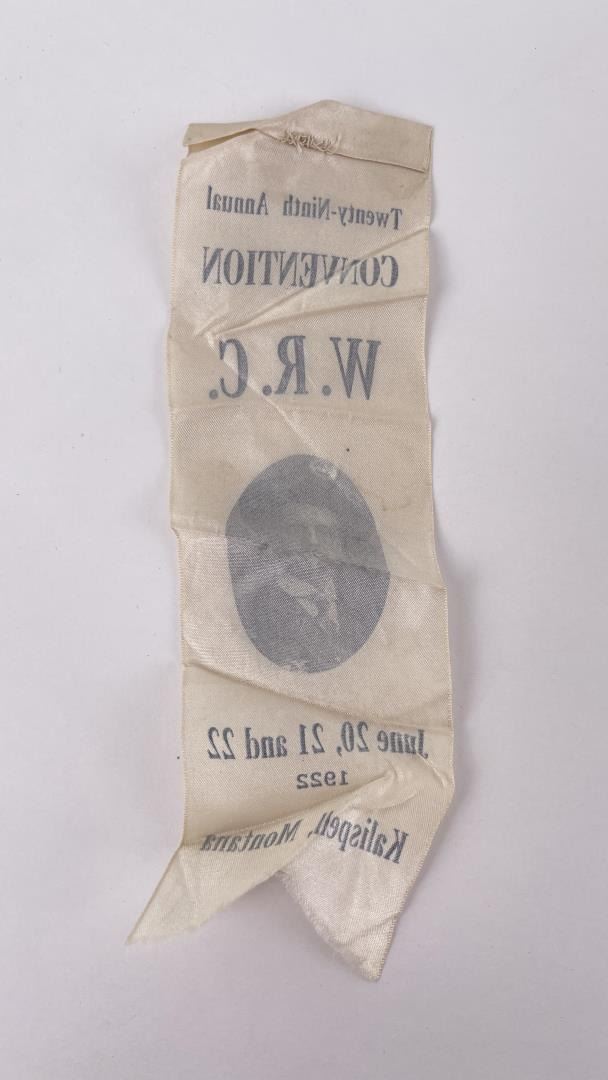 Twenty-Ninth Annual
CONVENTION
W. R. C.
June 20, 21 and 22
1922
Kalispell, Montana